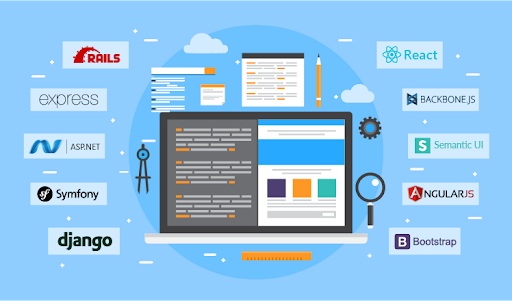 RAILS
express
ASP.NET
Symfony
django
React
BACKBONE.JS
Semantic UI
ANGULARJS
Bootstrap